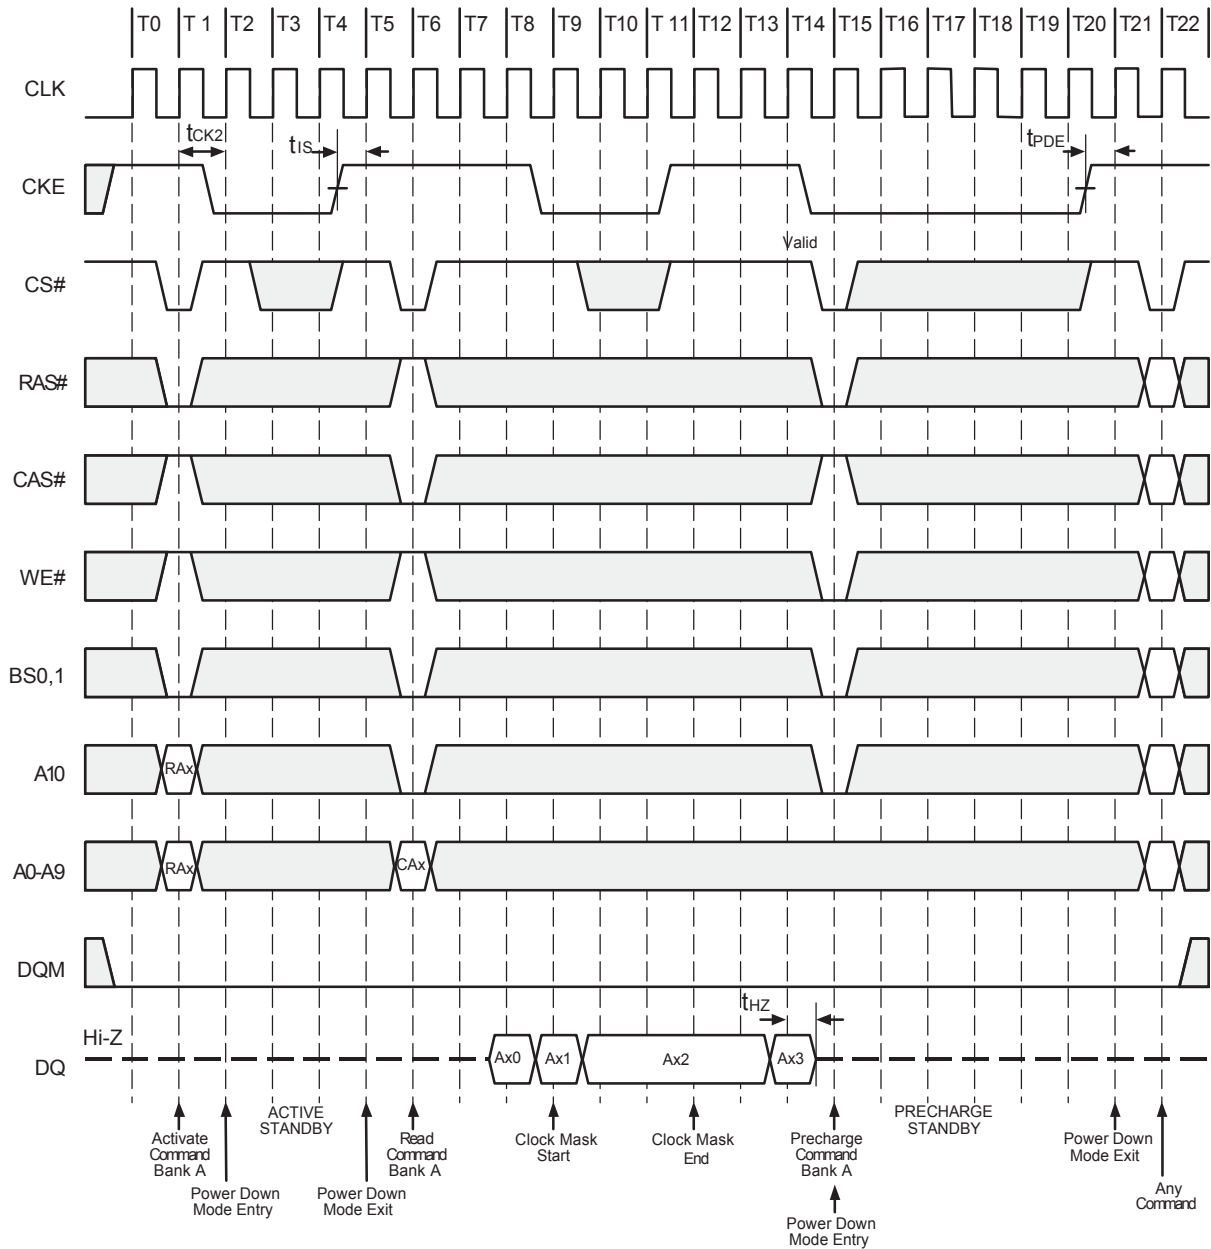 T0 T 1 T2 T3 T4 T5 T6 T7 T8 T9 T10 T 11 T12 T13 T14 T15 T16 T17 T18 T19 T20 T21 T22
CLK
tCK2
tIS
tPDE
CKE
Valid
CS#
RAS#
CAS#
WE#
BS0,1
A10
RAx
A0-A9
RAx
CAx
DQM
tHZ
Hi-Z
DQ
Ax0
Ax1
Ax2
Ax3
Activate
Command
Bank A
Power Down
Mode Entry
ACTIVE
STANDBY
Power Down
Mode Exit
Read
Command
Bank A
Clock Mask
Start
Clock Mask
End
Precharge
Command
Bank A
Power Down
Mode Entry
PRECHARGE
STANDBY
Power Down
Mode Exit
Any
Command